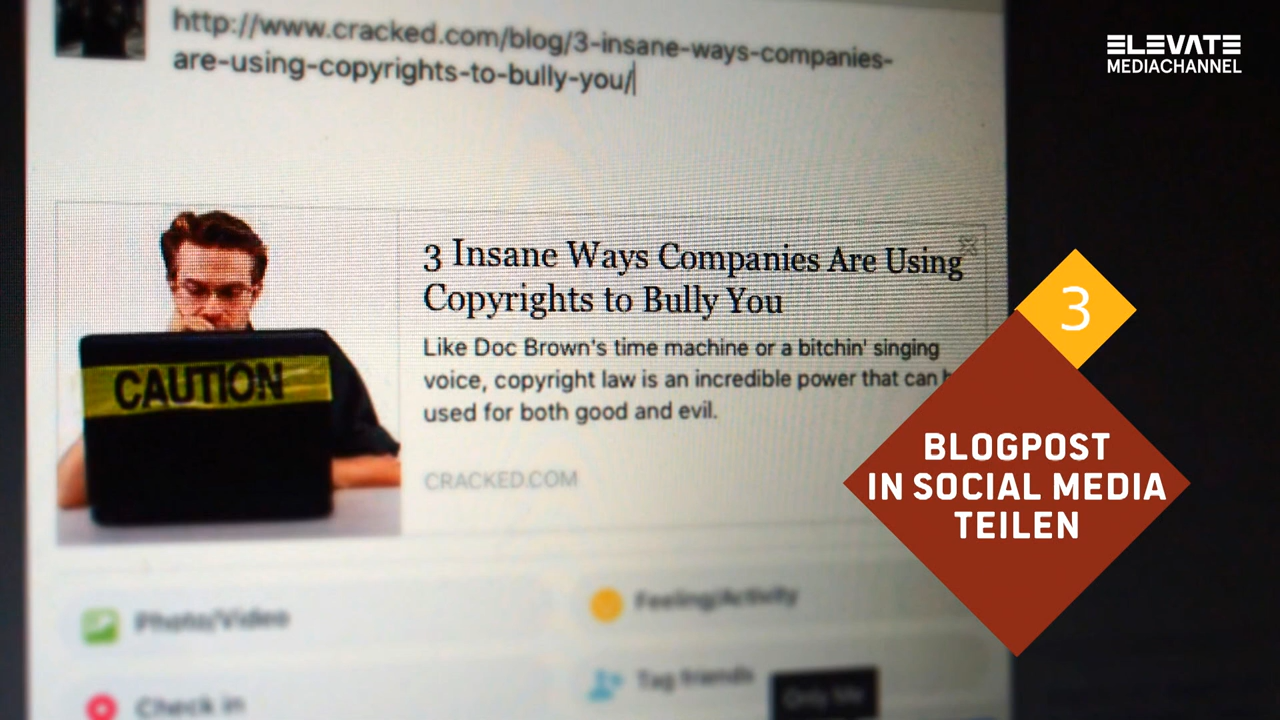 http://www.cracked.com/blog/3-insane-ways-companies-
are-using-copyrights-to-bully-you/
ELEVATE
MEDIACHANNEL
3 Insane Ways Companies Are Using
Copyrights to Bully You
Like Doc Brown's time machine or a bitchin' singing
voice, copyright law is an incredible power that can
used for both good and evil.
CRACKED.COM
CAUTION
3
BLOGPOST
IN SOCIAL MEDIA
TEILEN
Photo/Video
Feeling/Activity
Check in
Tag friends
Only Me